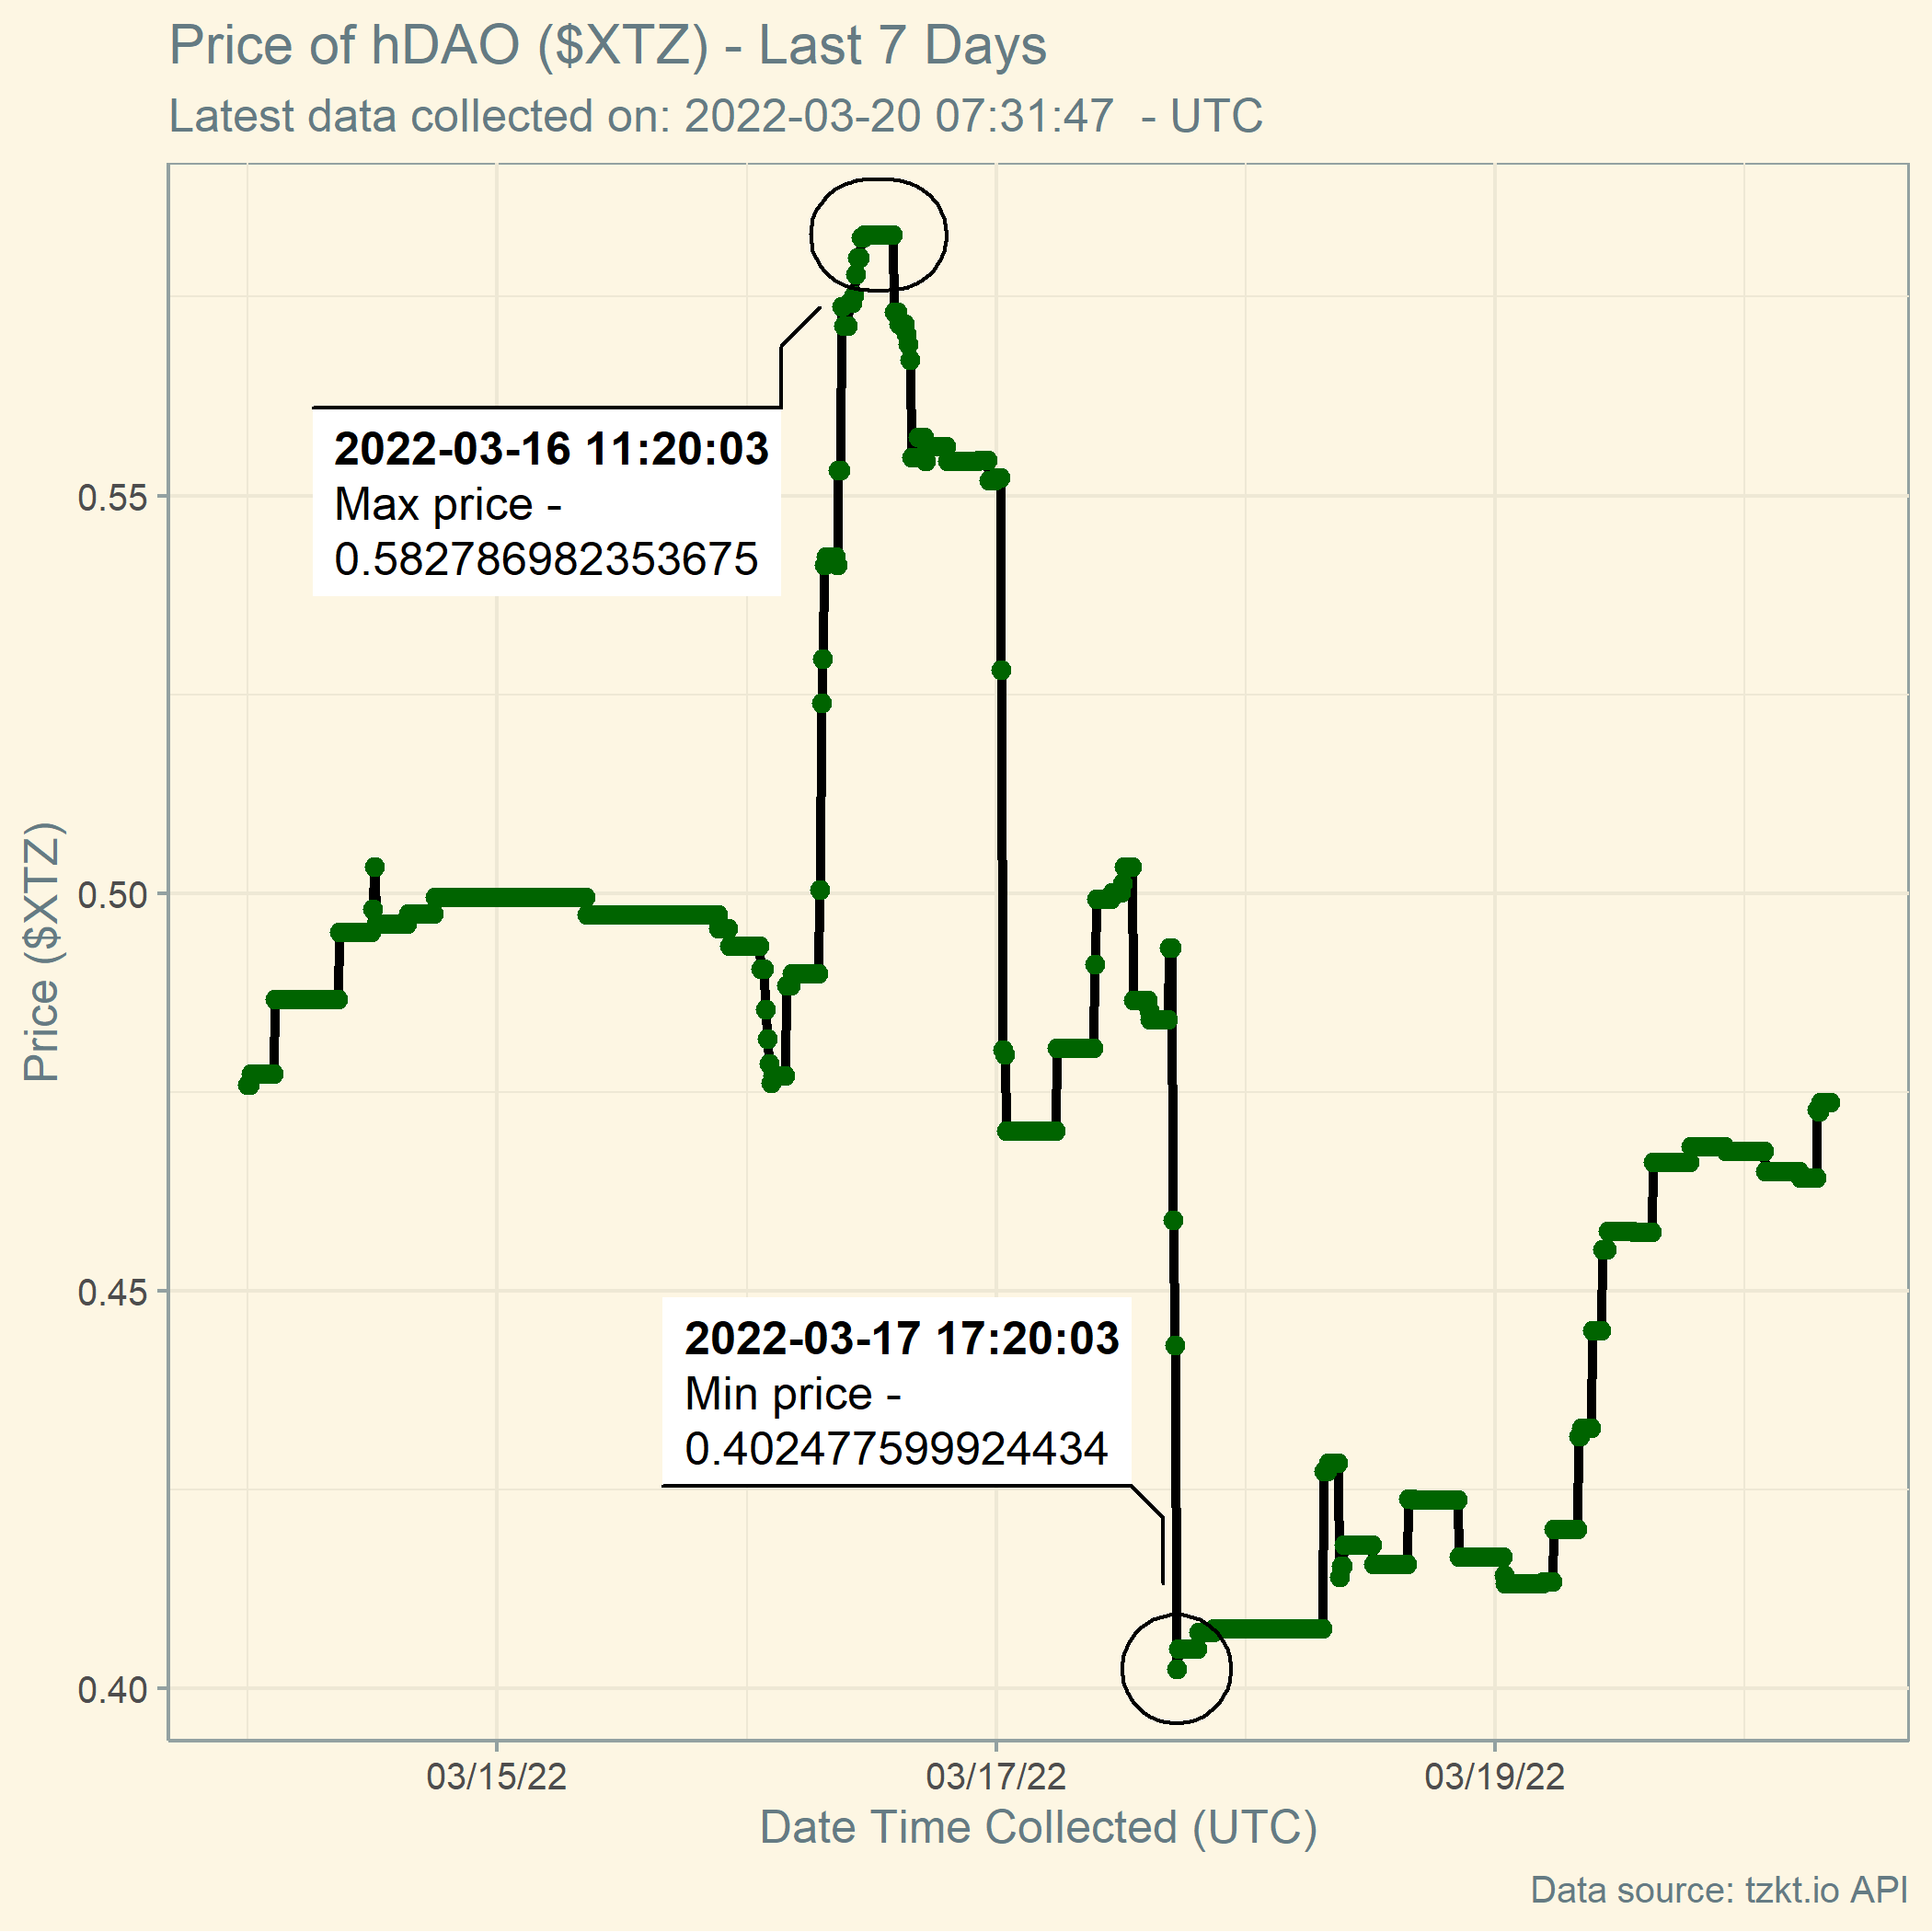 Price of hDAO ($XTZ) - Last 7 Days
Latest data collected on: 2022-03-20 07:31:47  - UTC
2022-03-16 11:20:03
Max price -
0.582786982353675
0.55
0.50
Price ($XTZ)
0.45
2022-03-17 17:20:03
Min price -
0.402477599924434
0.40
03/15/22
03/17/22
03/19/22
Date Time Collected (UTC)
Data source: tzkt.io API